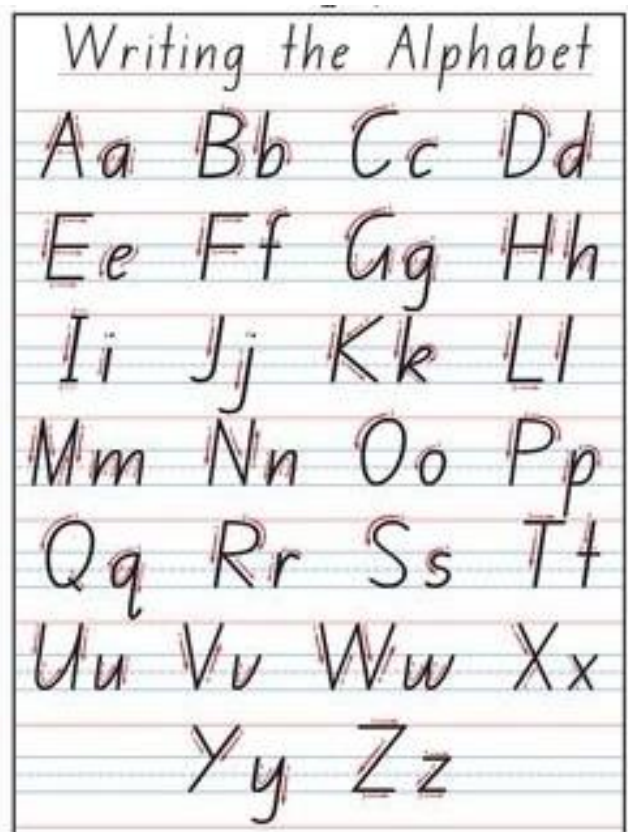 Writing the Alphabet
Aa Bb Cc Dd
Ee Ff Gg Hh
Ii Jj Kk Ll
Mm Nn Oo Pp
Qq Rr Ss Tt
Uu Vv Ww Xx
Yy Zz